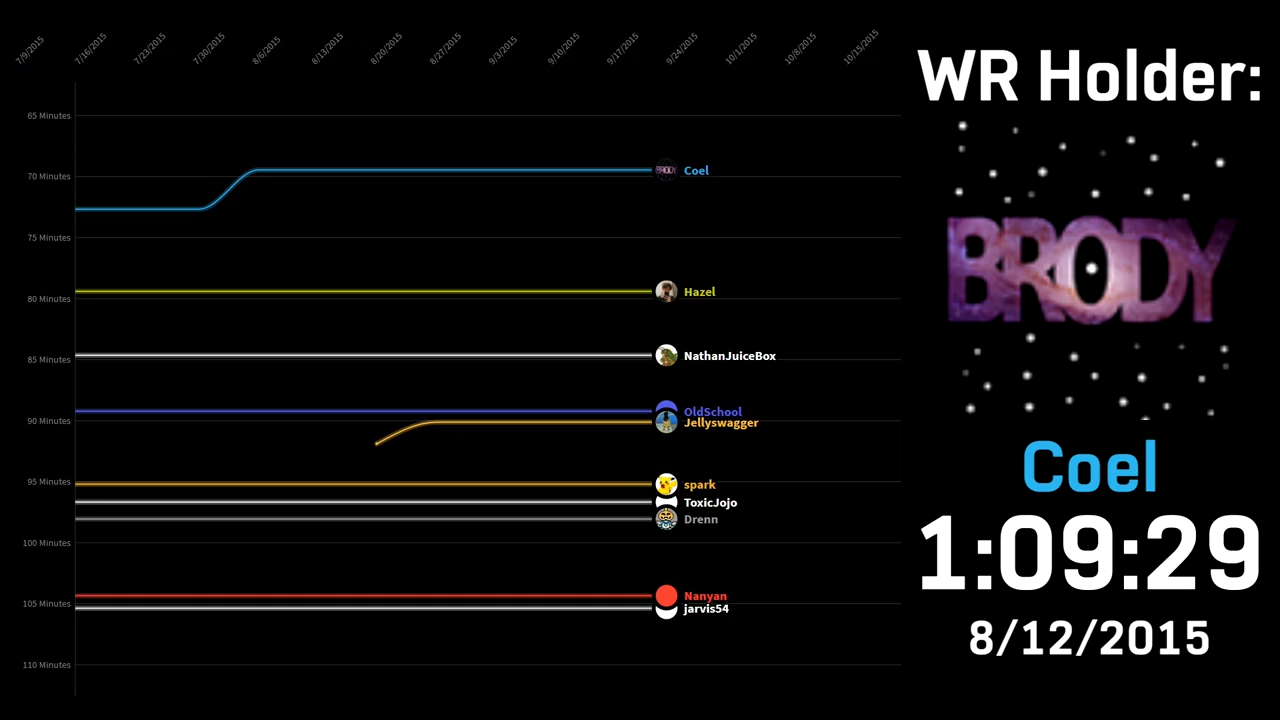 7/9/2015
7/16/2015
7/23/2015
7/30/2015
8/6/2015
8/13/2015
8/20/2015
8/27/2015
9/3/2015
9/10/2015
9/17/2015
9/24/2015
10/1/2015
10/8/2015
10/15/2015
65 Minutes
70 Minutes
75 Minutes
80 Minutes
85 Minutes
90 Minutes
95 Minutes
100 Minutes
105 Minutes
110 Minutes
BRODY Coel
Hazel
NathanJuiceBox
OldSchool
Jellyswagger
spark
ToxicJojo
Drenn
Nanyan
jarvis54
WR Holder:
BRODY
Coel
1:09:29
8/12/2015